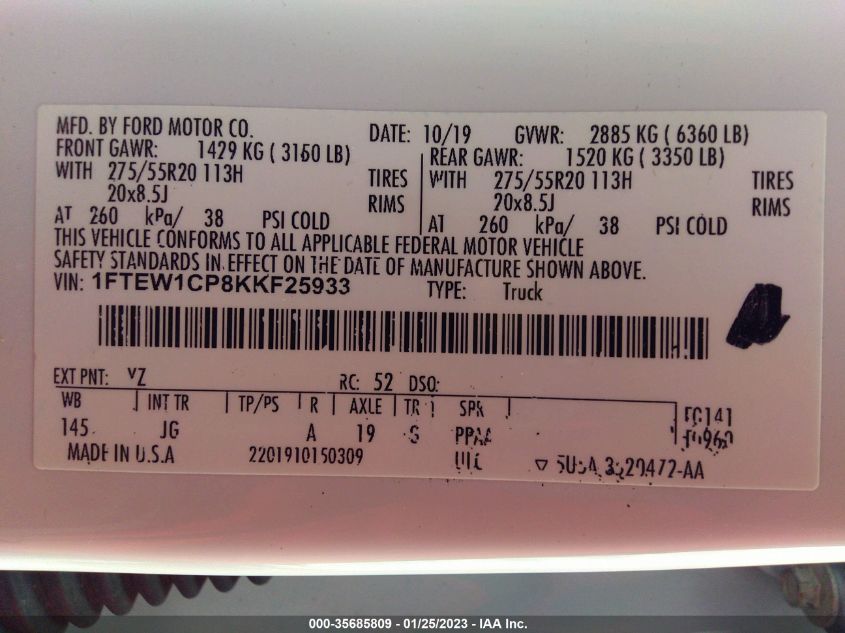 MFD. BY FORD MOTOR CO. DATE: 10/19 GVWR: 2885 KG ( 6360 LB)
FRONT GAWR: 1429 KG ( 3150 LB) REAR GAWR: 1520 KG ( 3350 LB)
WITH 275/55R20 113H TIRES WITH 275/55R20 113H TIRES
20x8.5J RIMS 20x8.5J RIMS
AT 260 kPa/ 38 PSI COLD AT 260 kPa/ 38 PSI COLD
THIS VEHICLE CONFORMS TO ALL APPLICABLE FEDERAL MOTOR VEHICLE
SAFETY STANDARDS IN EFFECT ON THE DATE OF MANUFACTURE SHOWN ABOVE.
VIN: 1FTEW1CP8KKF25933 TYPE: Truck
EXT PNT: YZ RC: 52 DSO:
WB INT TR TP/PS R AXLE TR SPR
145 JG A 19 S PPAA
MADE IN U.S.A 2201910150309
000-35685809 — 01/25/2023 — IAA Inc.